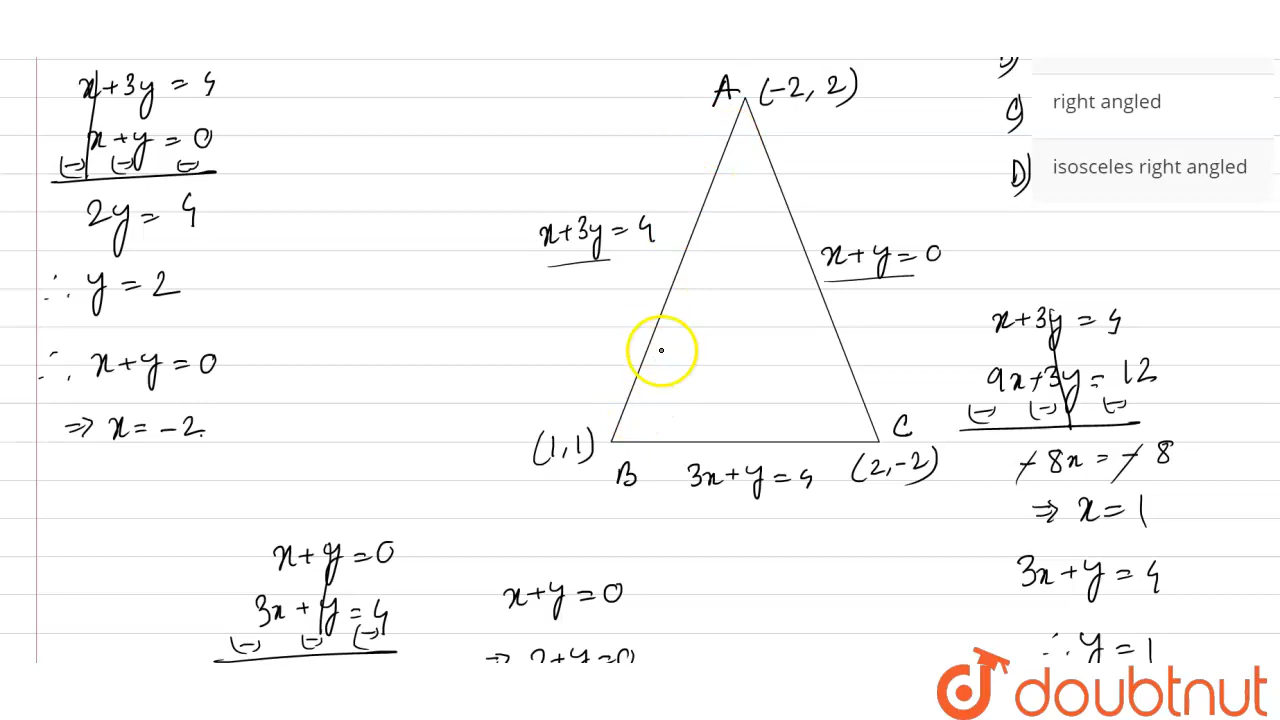 x+3y=4
x+y=0
(-) (-) (-)
2y=4
∴ y=2
∴ x+y=0
⇒ x=-2.
A (-2, 2)
x+3y=4
x+y=0
(1,1)
B
3x+y=4
C
(2,-2)
C) right angled
D) isosceles right angled
x+3y=4
9x+3y=12
(-) (-) (-)
-8x=-8
⇒ x=1
3x+y=4
∴ y=1
x+y=0
3x+y=4
(-) (-) (-)
x+y=0
⇒ 2+y=0
doubtnut